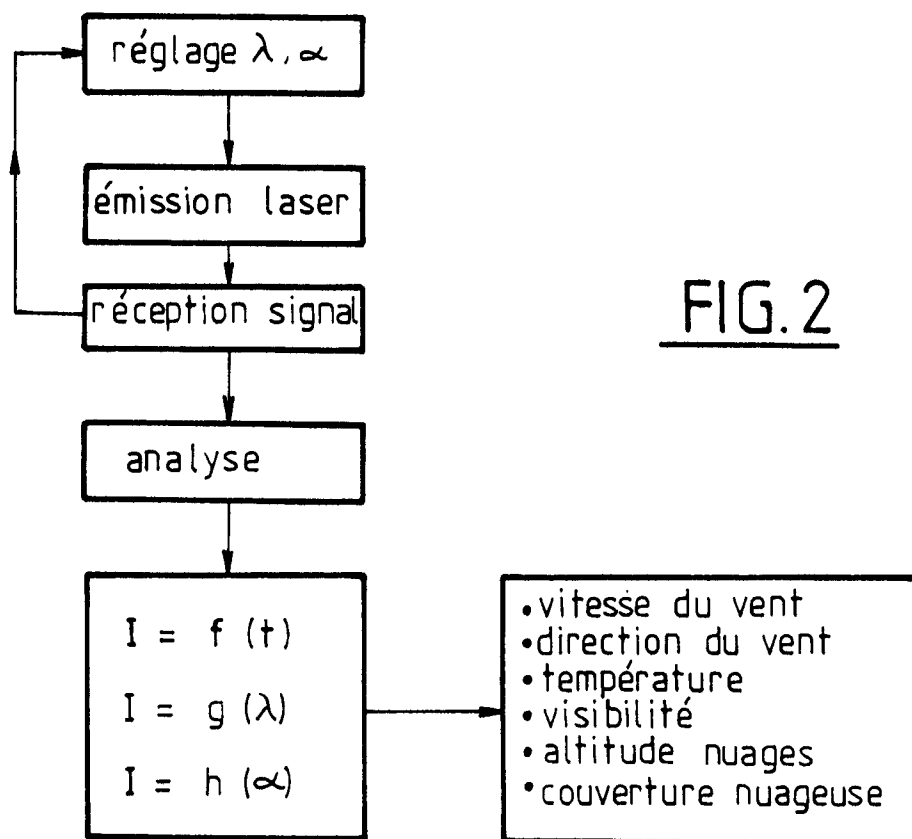 réglage λ, α
émission laser
réception signal
FIG. 2
analyse
I = f (t)
I = g (λ)
I = h (α)
•vitesse du vent
•direction du vent
•température
•visibilité
•altitude nuages
•couverture nuageuse